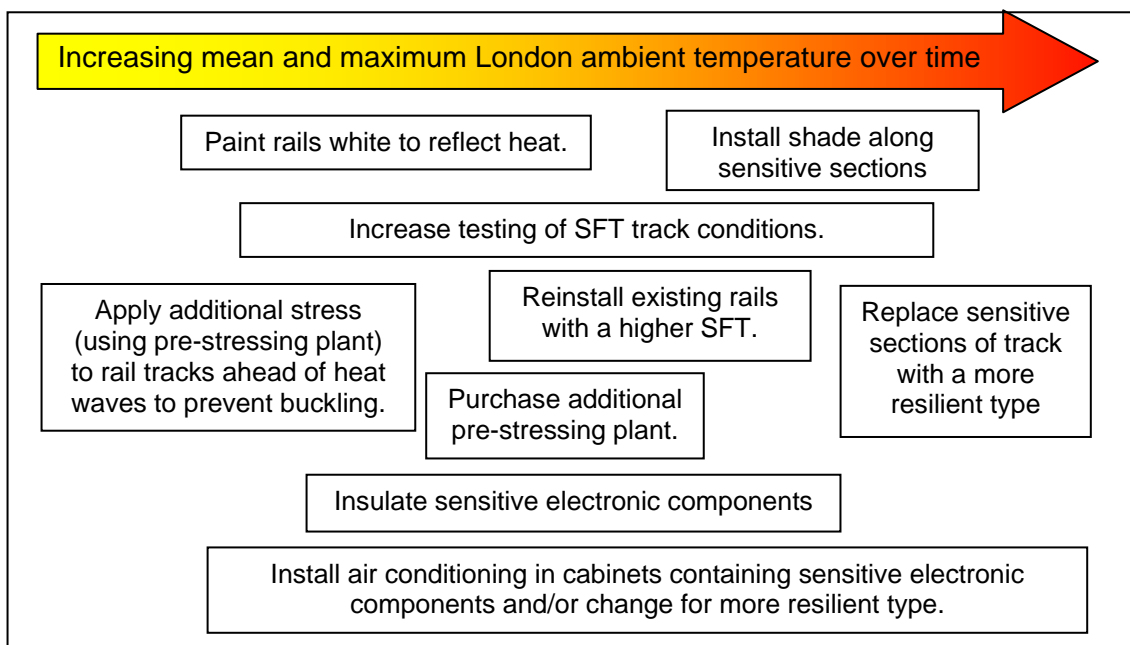 Increasing mean and maximum London ambient temperature over time
Paint rails white to reflect heat.
Install shade along
sensitive sections
Increase testing of SFT track conditions.
Apply additional stress
(using pre-stressing plant)
to rail tracks ahead of heat
waves to prevent buckling.
Reinstall existing rails
with a higher SFT.
Replace sensitive
sections of track
with a more
resilient type
Purchase additional
pre-stressing plant.
Insulate sensitive electronic components
Install air conditioning in cabinets containing sensitive electronic
components and/or change for more resilient type.